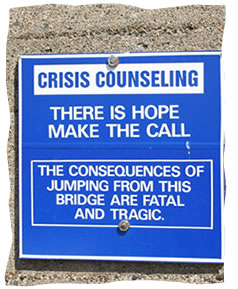 CRISIS COUNSELING
THERE IS HOPE
MAKE THE CALL
THE CONSEQUENCES OF
JUMPING FROM THIS
BRIDGE ARE FATAL
AND TRAGIC.